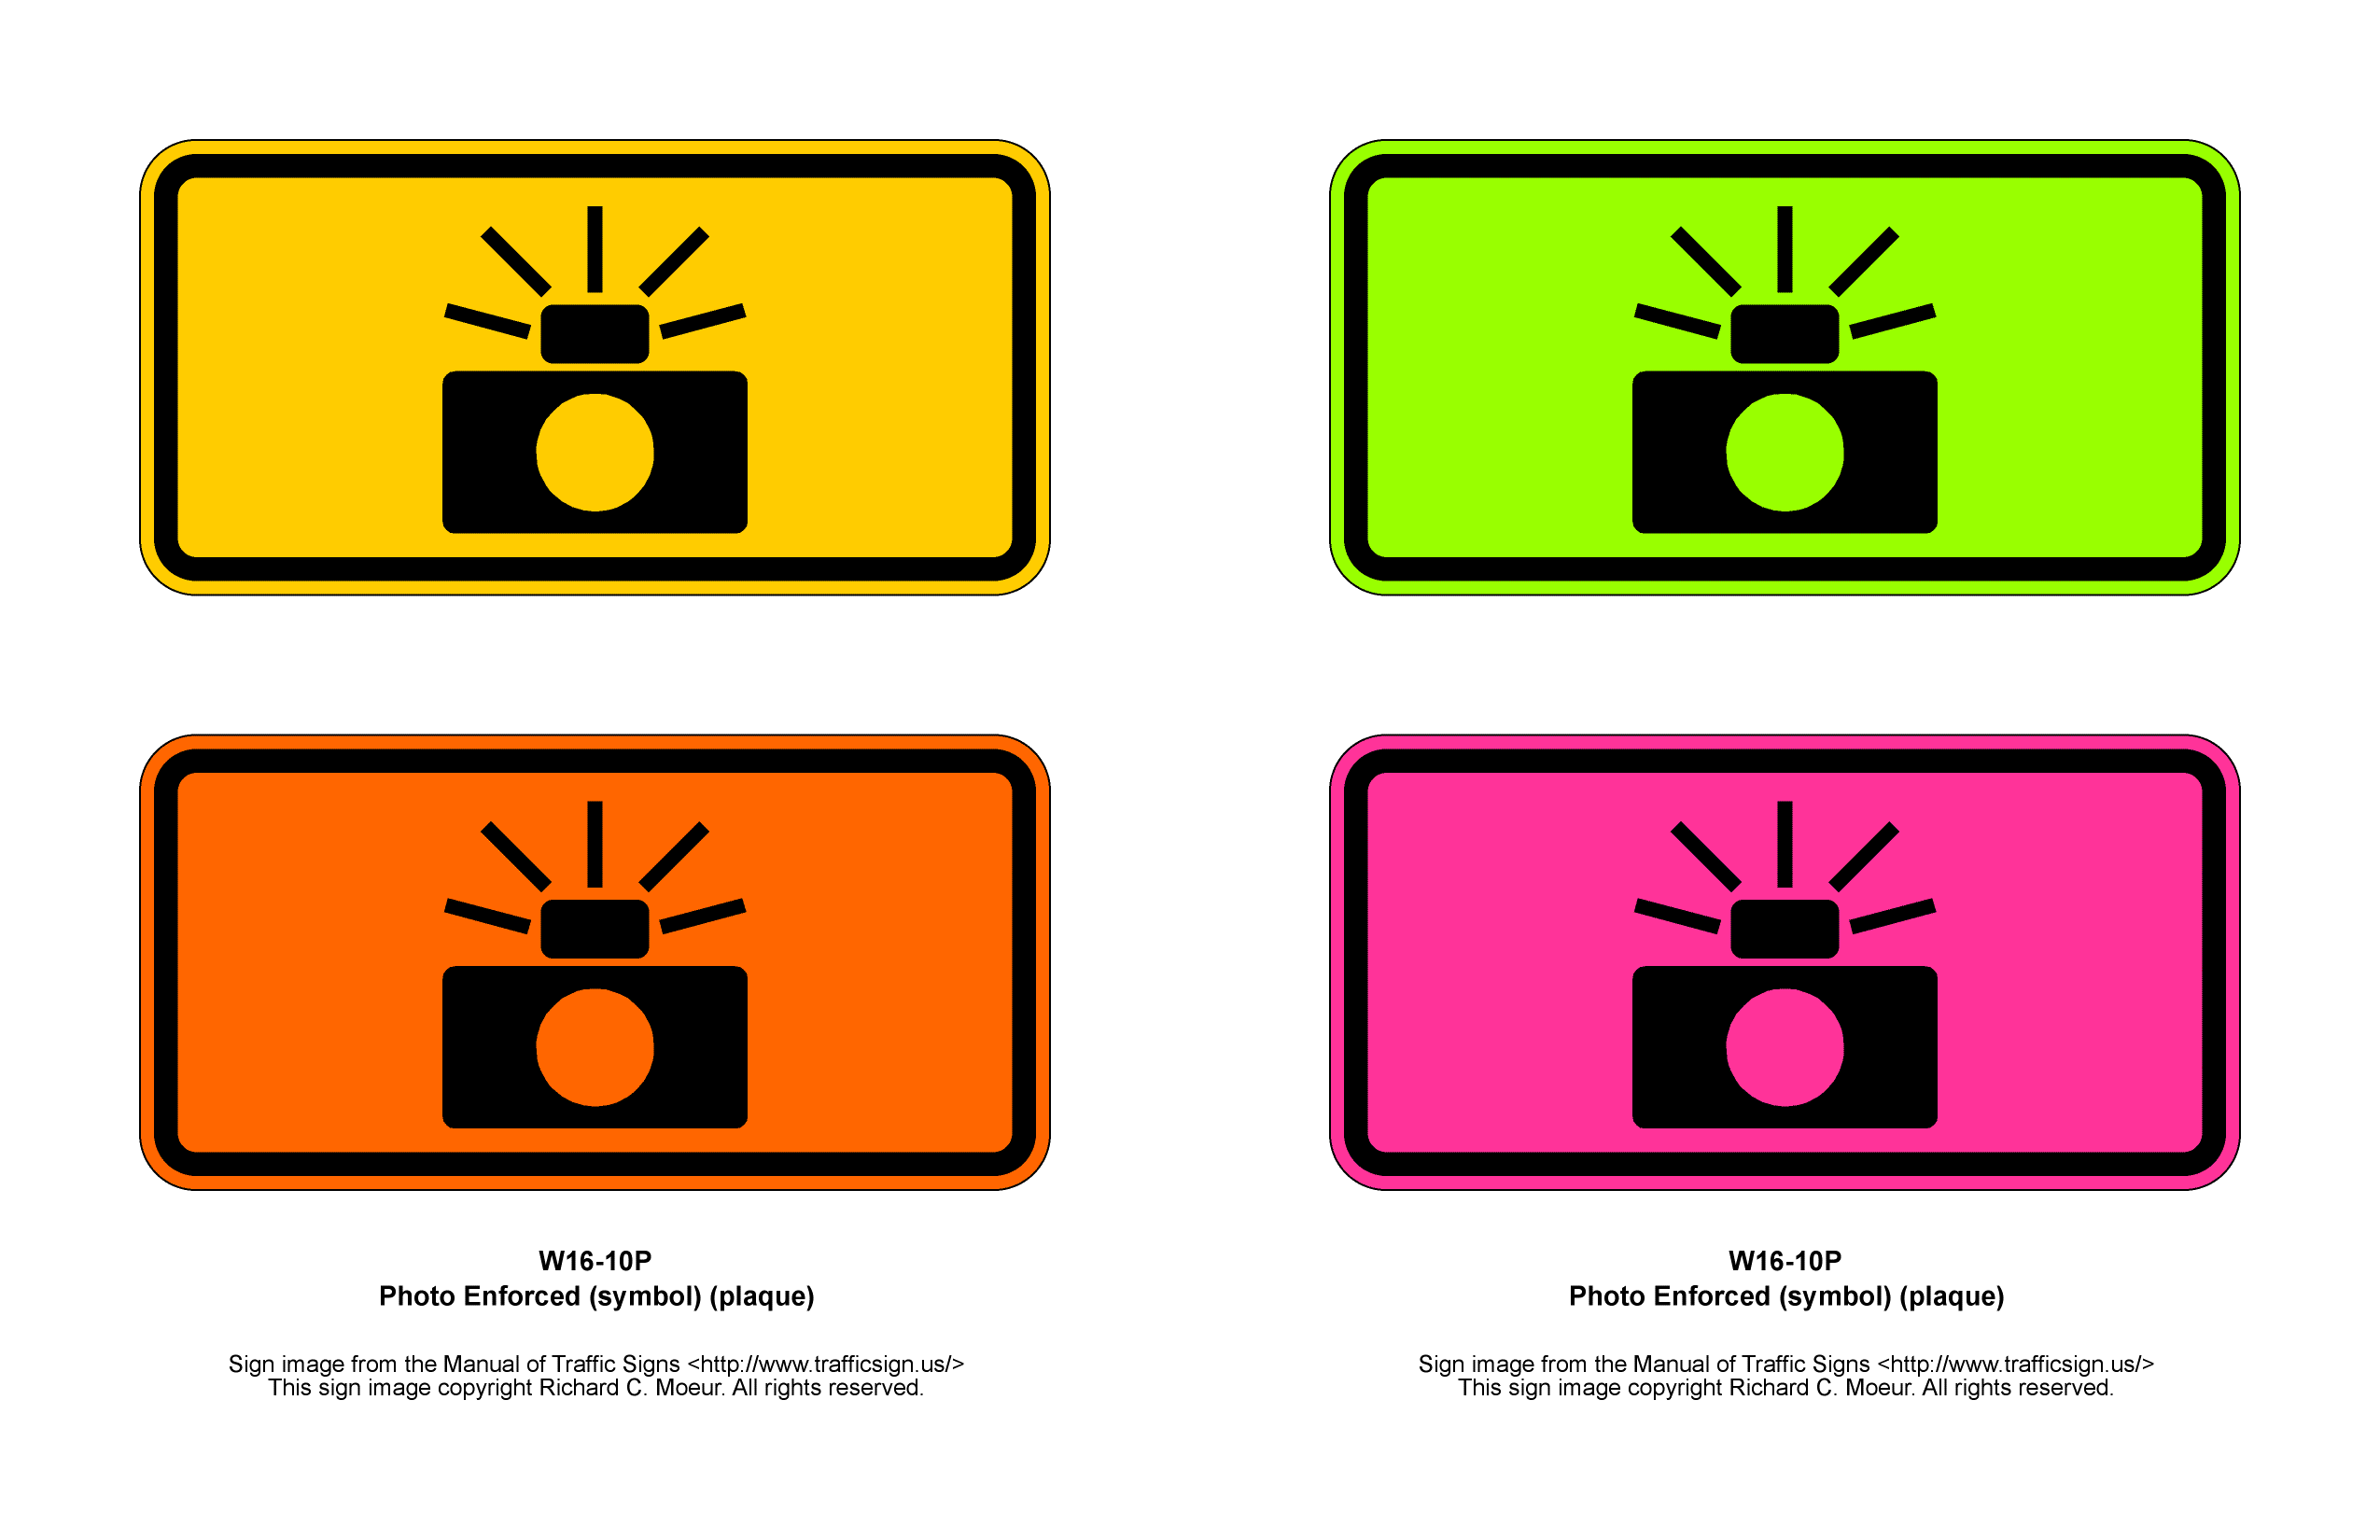 W16-10P
Photo Enforced (symbol) (plaque)
Sign image from the Manual of Traffic Signs <http://www.trafficsign.us/>
This sign image copyright Richard C. Moeur. All rights reserved.
W16-10P
Photo Enforced (symbol) (plaque)
Sign image from the Manual of Traffic Signs <http://www.trafficsign.us/>
This sign image copyright Richard C. Moeur. All rights reserved.